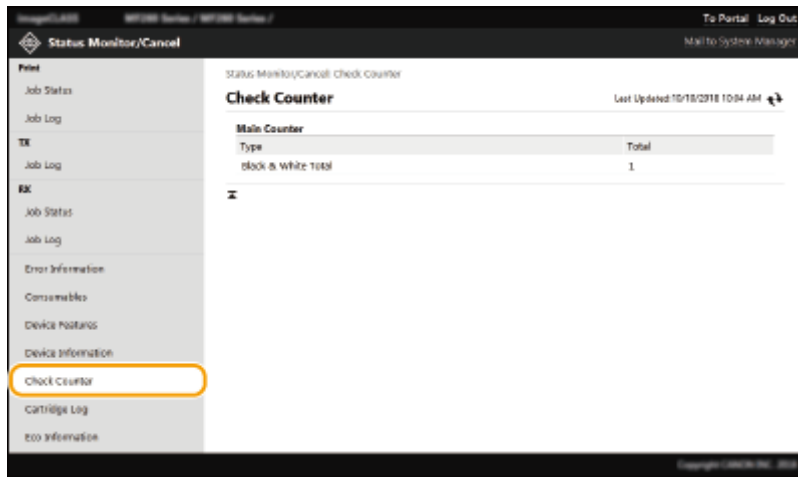 To Portal Log Out
Status Monitor/Cancel
Mail to System Manager
Print
Job Status
Job Log
TX
Job Log
RX
Job Status
Job Log
Error Information
Consumables
Device Features
Device Information
Check Counter
Cartridge Log
Eco Information
Status Monitor/Cancel: Check Counter
Check Counter
Last Updated:10/18/2018 10:04 AM
Main Counter
Type Total
Black & White Total 1